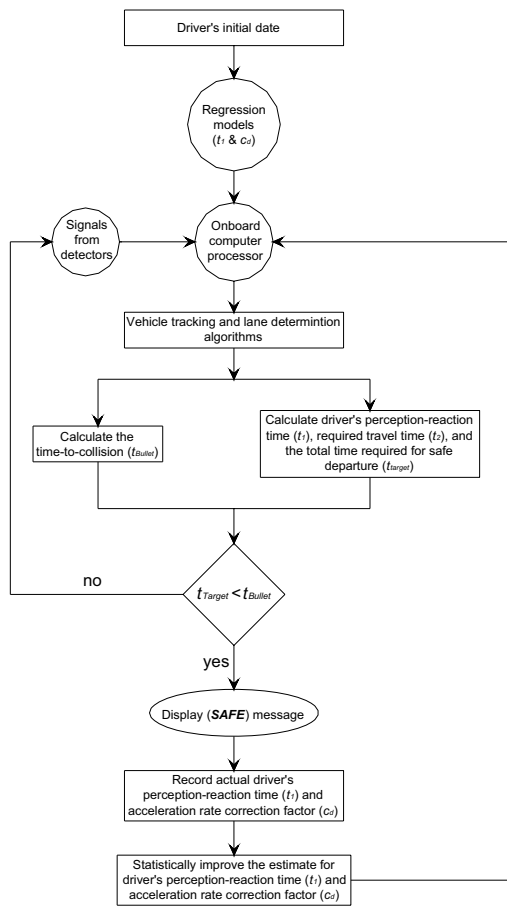 Driver's initial date
Regression
models
(t1 & cd)
Signals
from
detectors
Onboard
computer
processor
Vehicle tracking and lane determintion
algorithms
Calculate the
time-to-collision (tBullet)
Calculate driver's perception-reaction
time (t1), required travel time (t2), and
the total time required for safe
departure (ttarget)
no
tTarget < tBullet
yes
Display (SAFE) message
Record actual driver's
perception-reaction time (t1) and
acceleration rate correction factor (cd)
Statistically improve the estimate for
driver's perception-reaction time (t1) and
acceleration rate correction factor (cd)